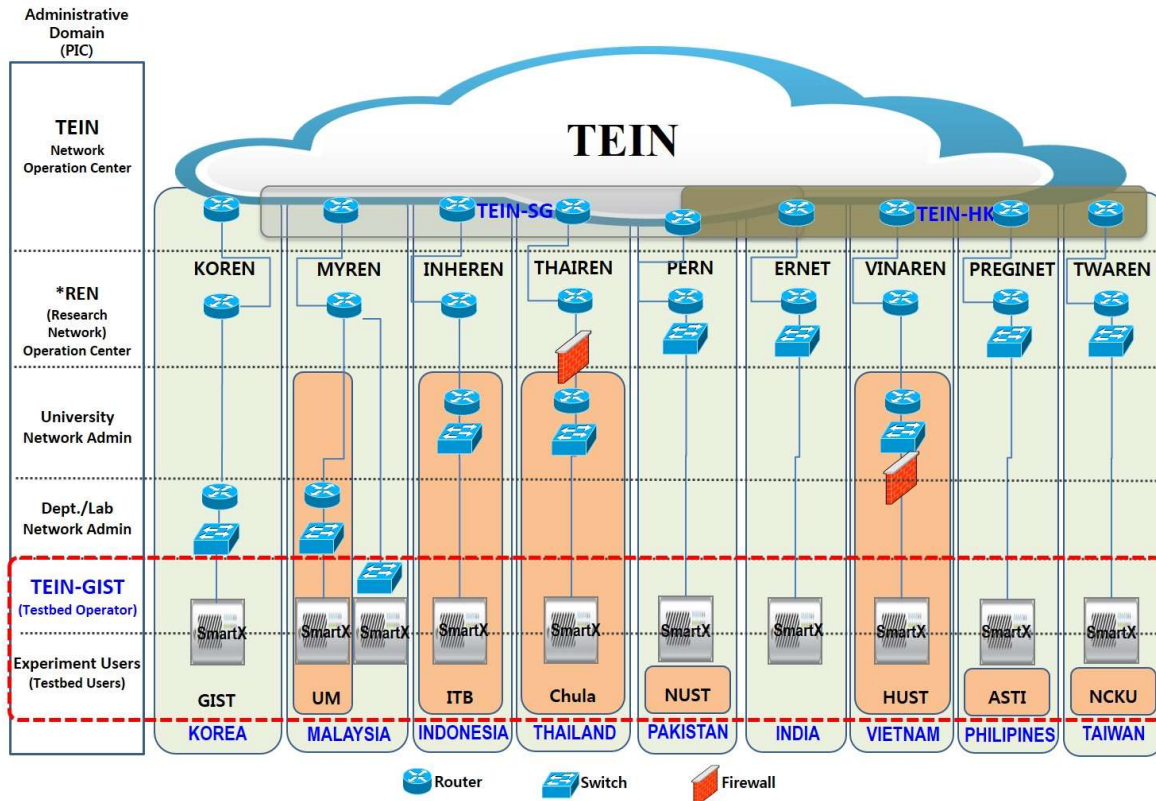 Administrative
Domain
(PIC)
TEIN
Network
Operation Center
*REN
(Research
Network)
Operation Center
University
Network Admin
Dept./Lab
Network Admin
TEIN-GIST
(Testbed Operator)
Experiment Users
(Testbed Users)
TEIN
TEIN-SG
TEIN-HK
KOREN
MYREN
INHEREN
THAIREN
PERN
ERNET
VINAREN
PREGINET
TWAREN
SmartX
SmartX
SmartX
SmartX
SmartX
SmartX
SmartX
SmartX
SmartX
SmartX
GIST
UM
ITB
Chula
NUST
HUST
ASTI
NCKU
KOREA
MALAYSIA
INDONESIA
THAILAND
PAKISTAN
INDIA
VIETNAM
PHILIPINES
TAIWAN
Router
Switch
Firewall